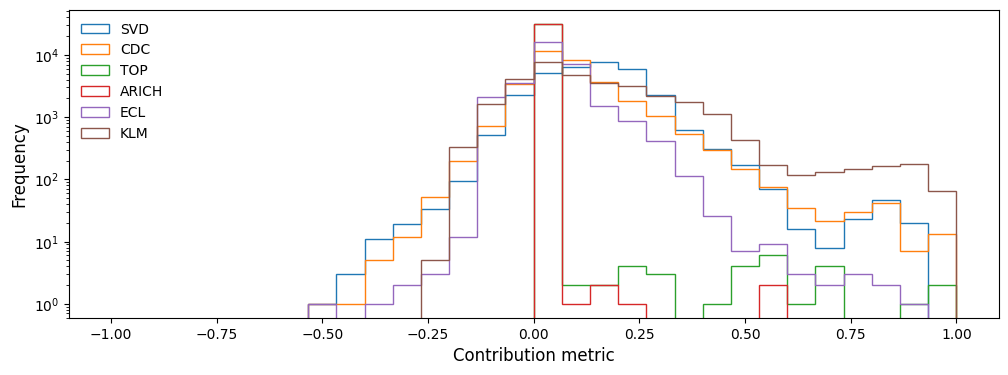 SVD
CDC
TOP
ARICH
ECL
KLM
Frequency
10⁴
10³
10²
10¹
10⁰
−1.00 −0.75 −0.50 −0.25 0.00 0.25 0.50 0.75 1.00
Contribution metric